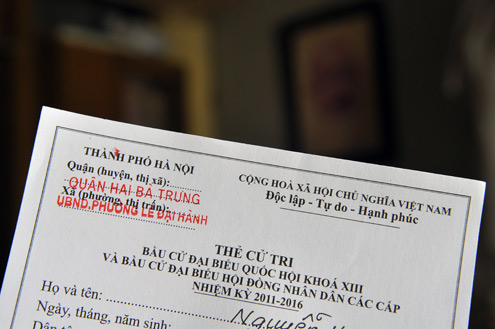 THÀNH PHỐ HÀ NỘI
Quận (huyện, thị xã):
QUẬN HAI BÀ TRƯNG
Xã (phường, thị trấn):
UBND.PHƯỜNG LÊ ĐẠI HÀNH
CỘNG HOÀ XÃ HỘI CHỦ NGHĨA VIỆT NAM
Độc lập - Tự do - Hạnh phúc
THẺ CỬ TRI
BẦU CỬ ĐẠI BIỂU QUỐC HỘI KHOÁ XIII
VÀ BẦU CỬ ĐẠI BIỂU HỘI ĐỒNG NHÂN DÂN CÁC CẤP
NHIỆM KỲ 2011-2016
Họ và tên: Nguyễn
Ngày, tháng, năm sinh:
Dân tộc